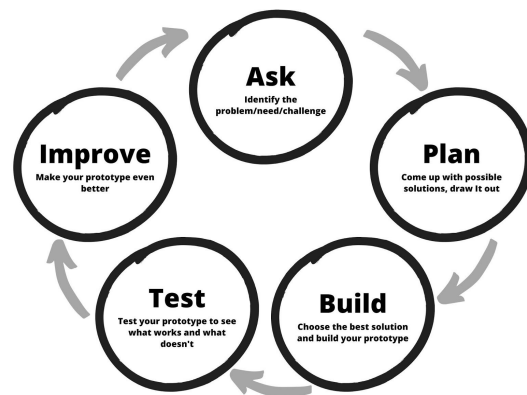 Ask
Identify the
problem/need/challenge
Plan
Come up with possible
solutions, draw it out
Build
Choose the best solution
and build your prototype
Test
Test your prototype to see
what works and what
doesn't
Improve
Make your prototype even
better